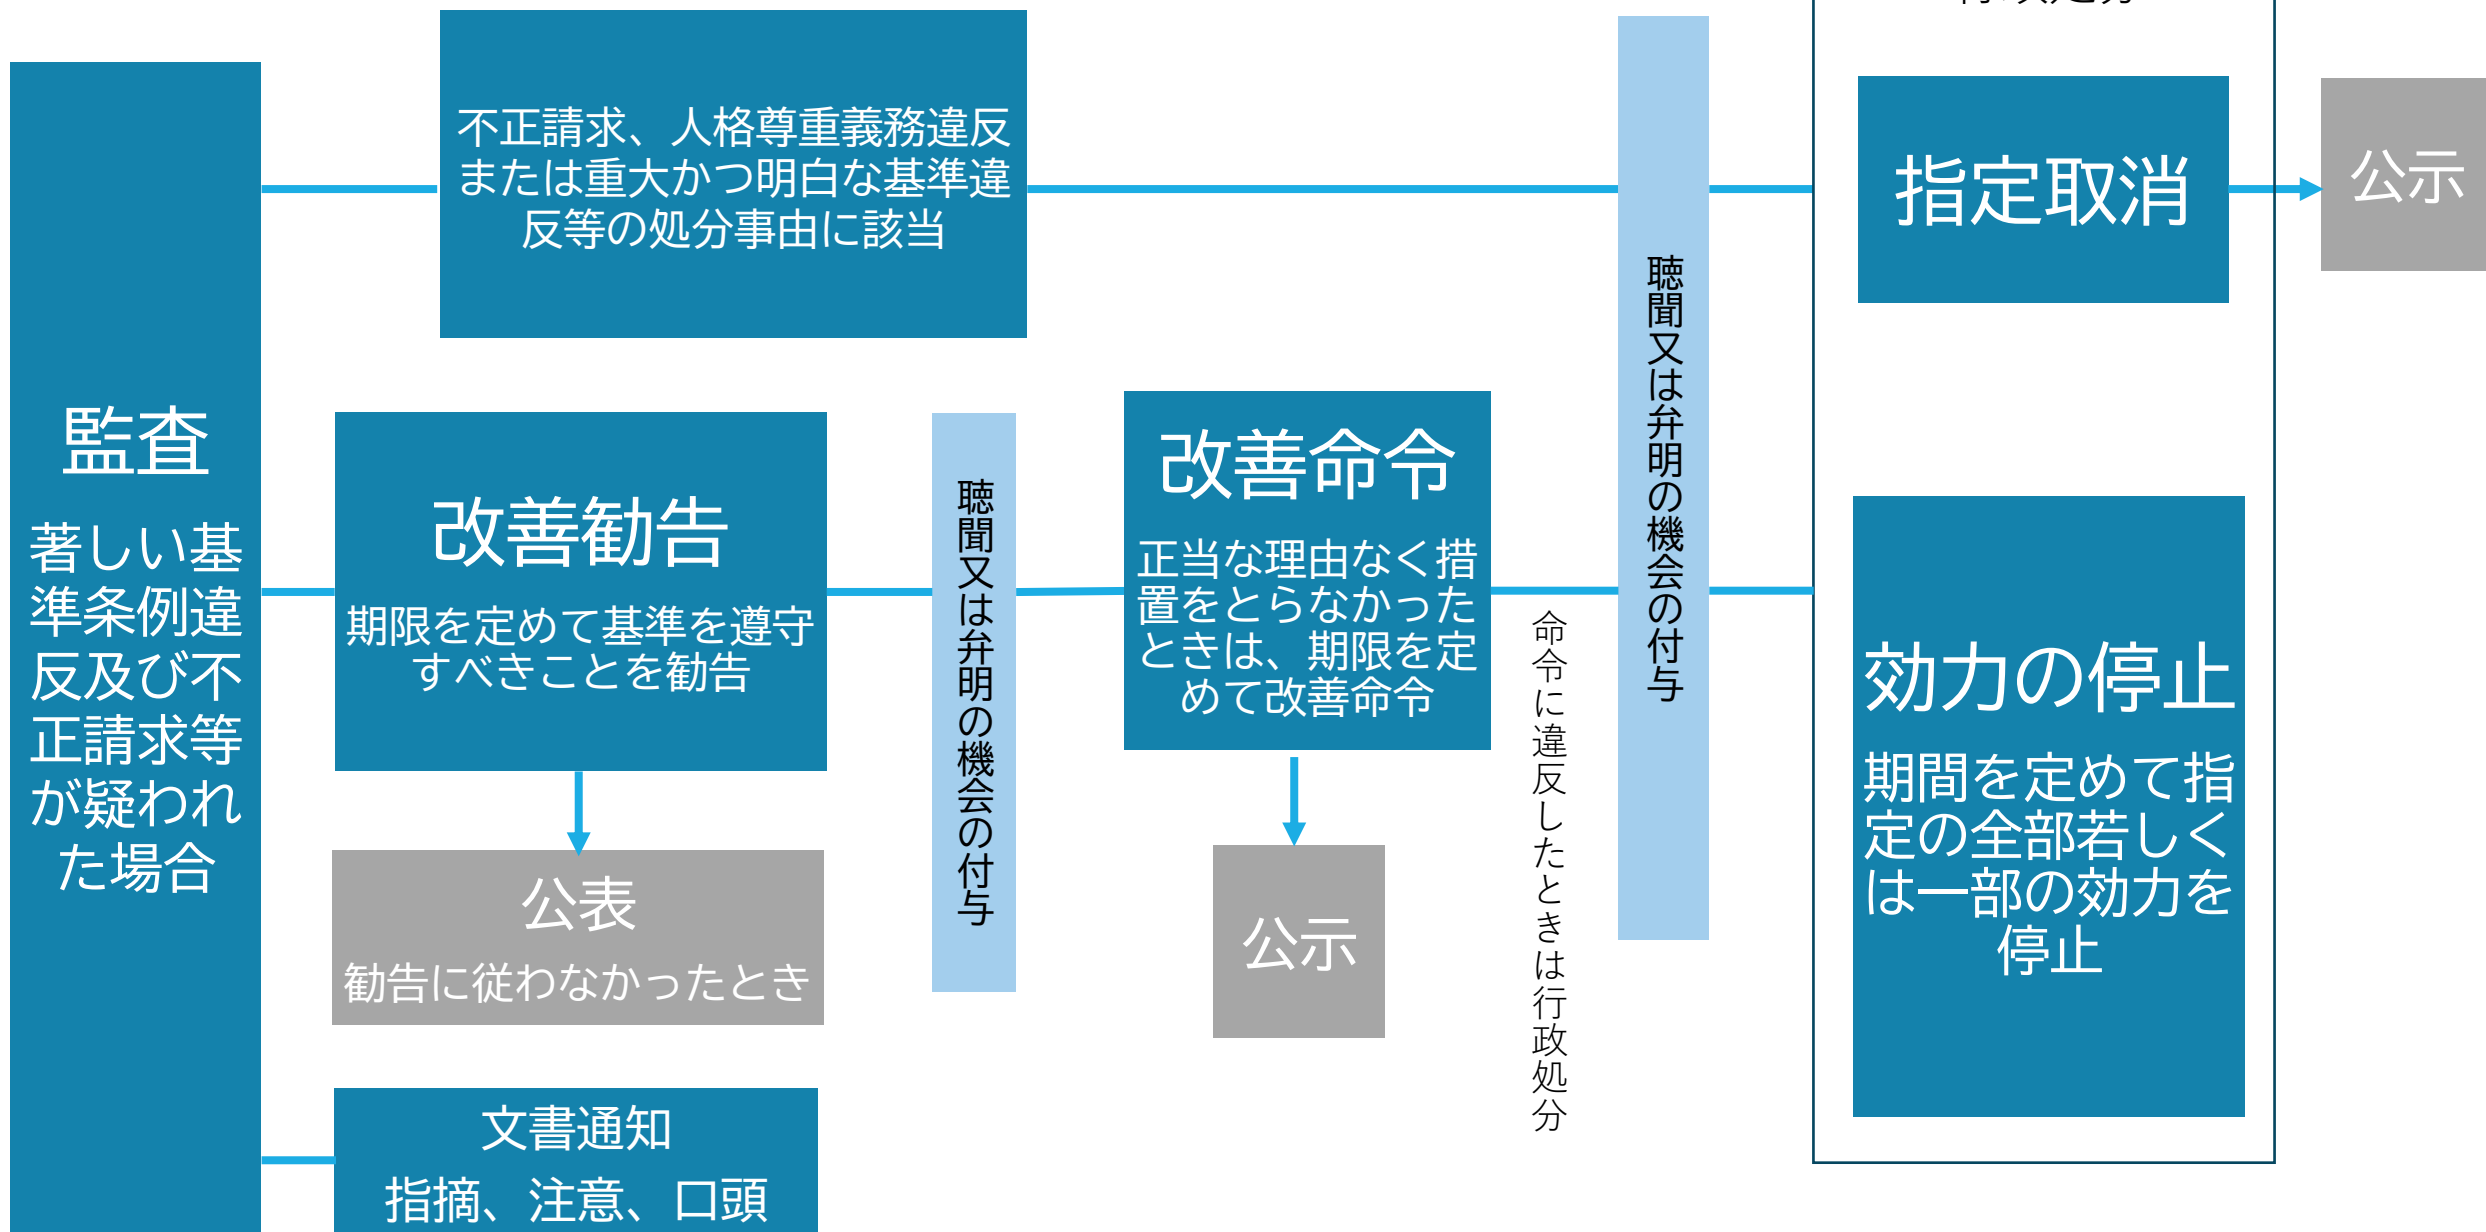 監査
著しい基
準条例違
反及び不
正請求等
が疑われ
た場合
不正請求、人格尊重義務違反
または重大かつ明白な基準違
反等の処分事由に該当
改善勧告
期限を定めて基準を遵守
すべきことを勧告
公表
勧告に従わなかったとき
文書通知
指摘、注意、口頭
聴聞又は弁明の機会の付与
改善命令
正当な理由なく措
置をとらなかった
ときは、期限を定
めて改善命令
公示
命令に違反したときは行政処分
聴聞又は弁明の機会の付与
指定取消
効力の停止
期間を定めて指
定の全部若しく
は一部の効力を
停止
公示